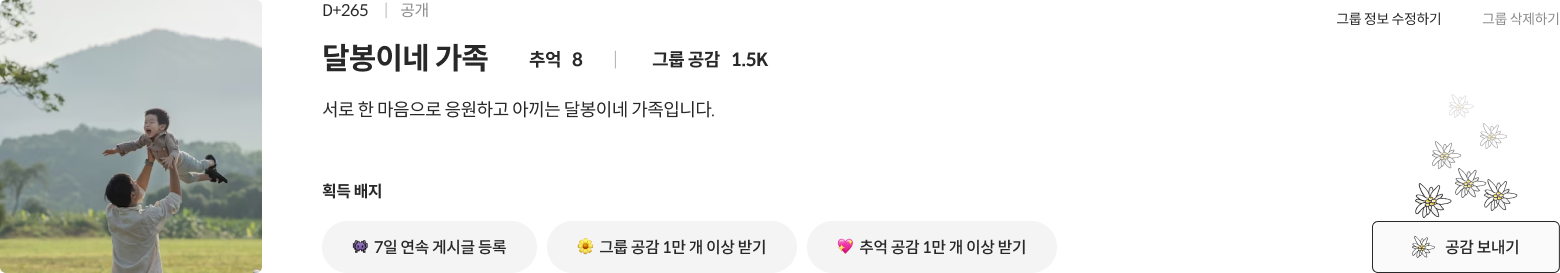 D+265 | 공개
그룹 정보 수정하기 그룹 삭제하기
달봉이네 가족 추억 8 | 그룹 공감 1.5K
서로 한 마음으로 응원하고 아끼는 달봉이네 가족입니다.
획득 배지
👾 7일 연속 게시글 등록 🌼 그룹 공감 1만 개 이상 받기 💖 추억 공감 1만 개 이상 받기
공감 보내기